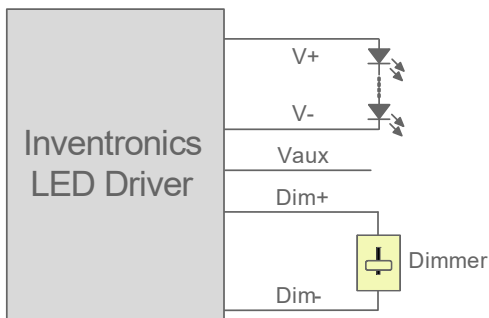 Inventronics
LED Driver
V+
V-
Vaux
Dim+
Dimmer
Dim-